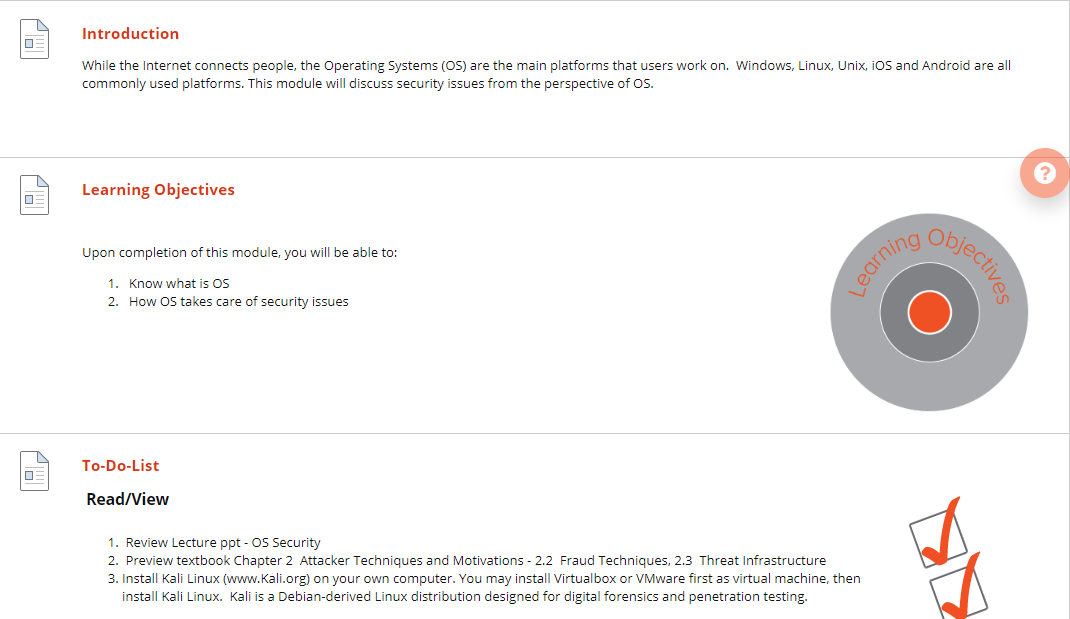 Introduction
While the Internet connects people, the Operating Systems (OS) are the main platforms that users work on.  Windows, Linux, Unix, iOS and Android are all
commonly used platforms. This module will discuss security issues from the perspective of OS.
?
Learning Objectives
Learning Objectives
Upon completion of this module, you will be able to:
1. Know what is OS
2. How OS takes care of security issues
To-Do-List
Read/View
1. Review Lecture ppt - OS Security
2. Preview textbook Chapter 2  Attacker Techniques and Motivations - 2.2  Fraud Techniques, 2.3  Threat Infrastructure
3. Install Kali Linux (www.Kali.org) on your own computer. You may install Virtualbox or VMware first as virtual machine, then
install Kali Linux.  Kali is a Debian-derived Linux distribution designed for digital forensics and penetration testing.